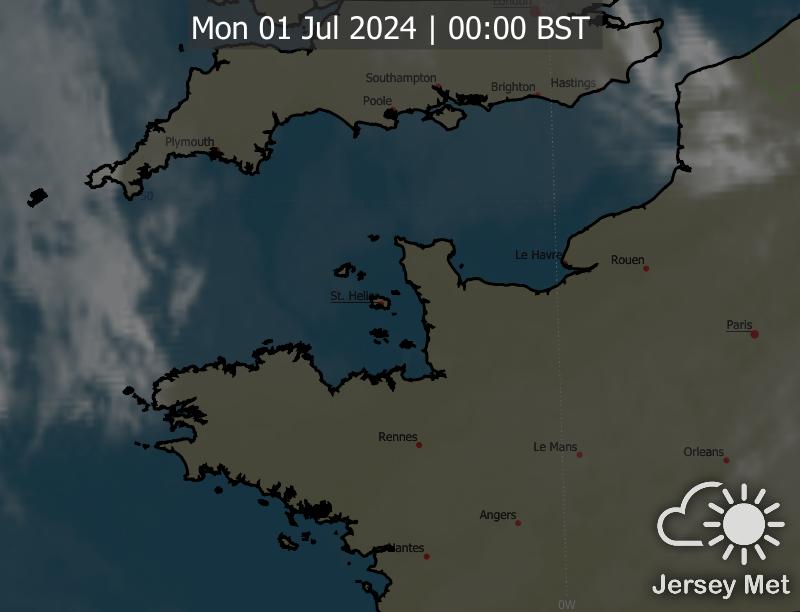 London
Mon 01 Jul 2024 | 00:00 BST
Southampton
Brighton
Hastings
Poole
Plymouth
50
Le Havre
Rouen
St. Helier
Paris
Rennes
Le Mans
Orleans
Angers
Nantes
Jersey Met
0W